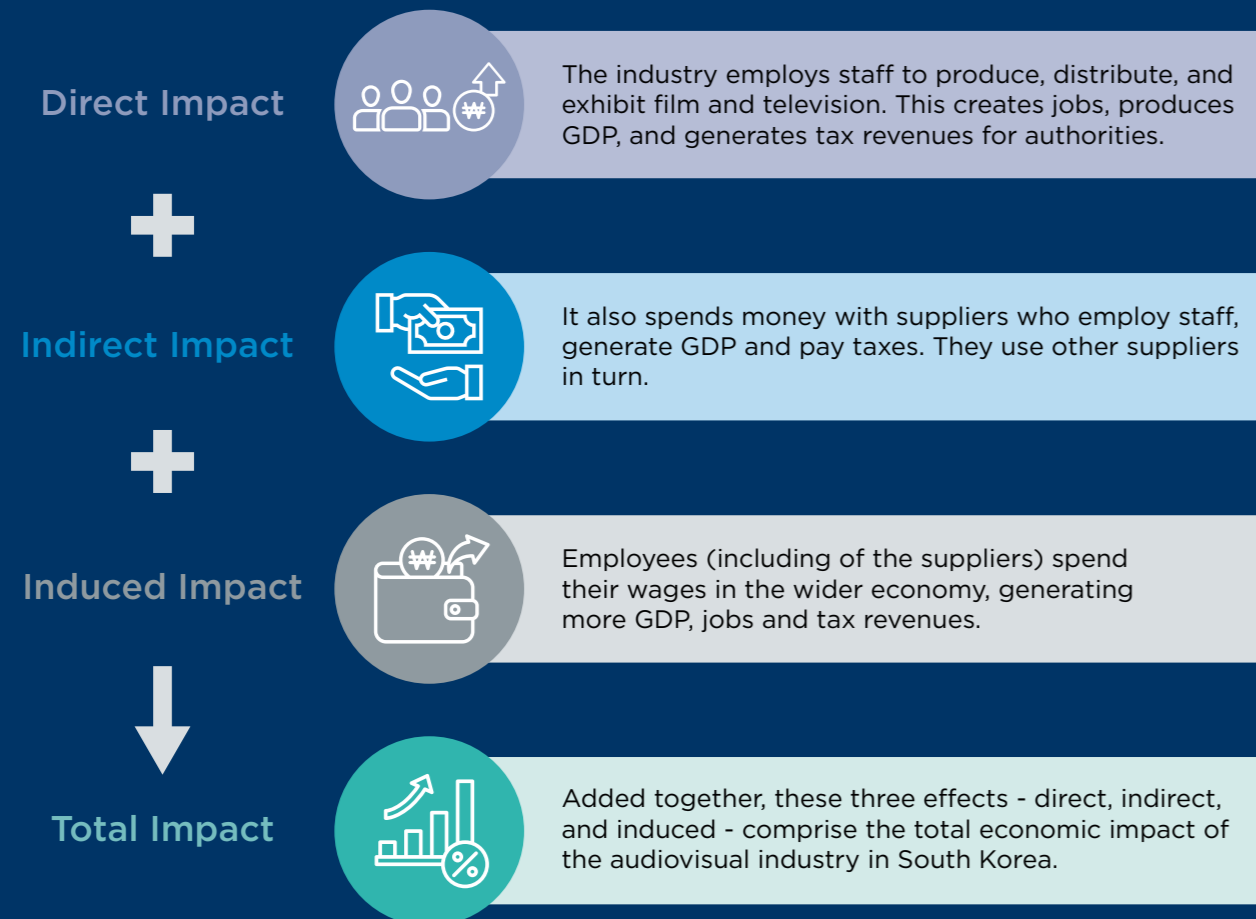 Direct Impact
The industry employs staff to produce, distribute, and
exhibit film and television. This creates jobs, produces
GDP, and generates tax revenues for authorities.
Indirect Impact
It also spends money with suppliers who employ staff,
generate GDP and pay taxes. They use other suppliers
in turn.
Induced Impact
Employees (including of the suppliers) spend
their wages in the wider economy, generating
more GDP, jobs and tax revenues.
Total Impact
Added together, these three effects - direct, indirect,
and induced - comprise the total economic impact of
the audiovisual industry in South Korea.